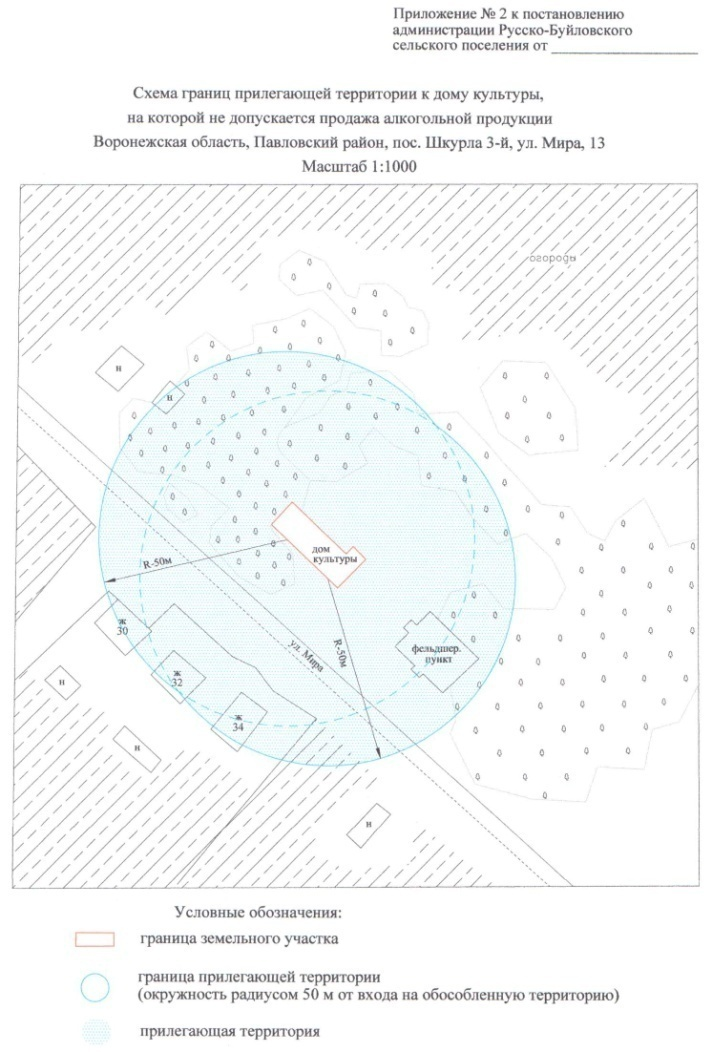 Приложение № 2 к постановлению
администрации Русско-Буйловского
сельского поселения от
Схема границ прилегающей территории к дому культуры,
на которой не допускается продажа алкогольной продукции
Воронежская область, Павловский район, пос. Шкурла 3-й, ул. Мира, 13
Масштаб 1:1000
огороды
н
н
дом
культуры
R-50м
ж
30
ул. Мира
R-50м
фельдшер.
пункт
ж
32
н
ж
34
н
н
Условные обозначения:
граница земельного участка
граница прилегающей территории
(окружность радиусом 50 м от входа на обособленную территорию)
прилегающая территория